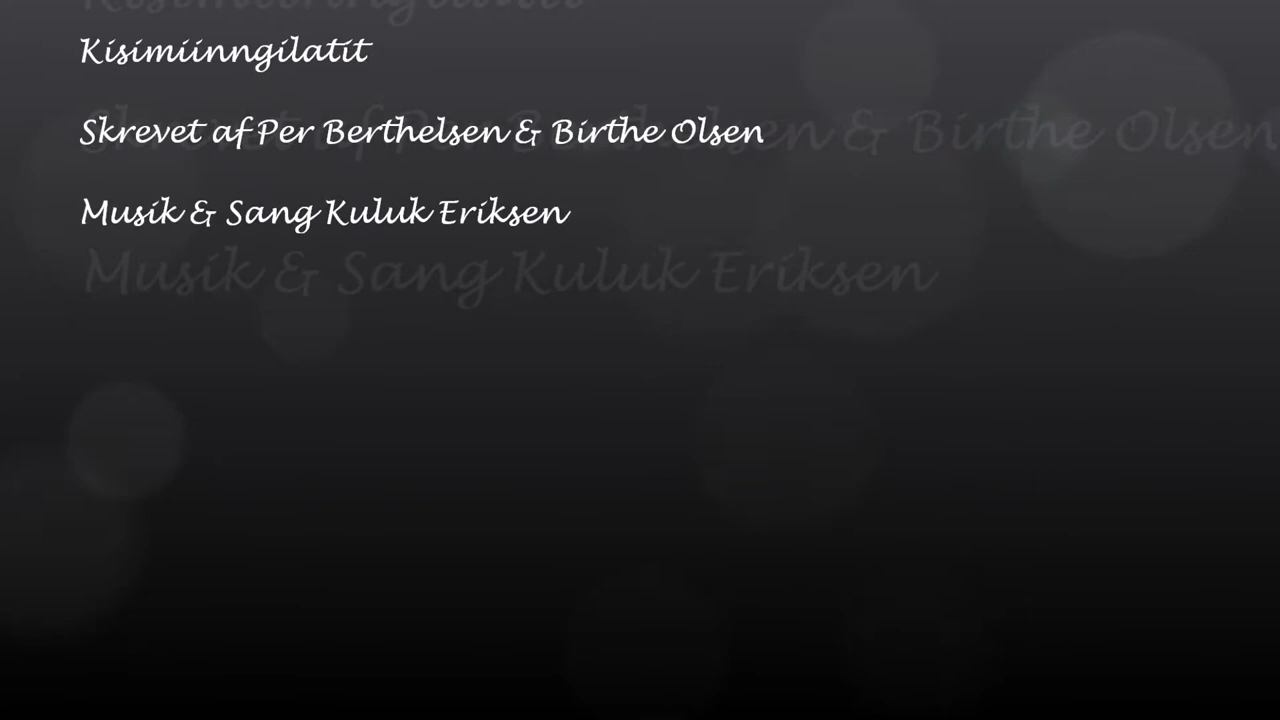 Kisimiinngilatit
Skrevet af Per Berthelsen & Birthe Olsen
Musik & Sang Kuluk Eriksen